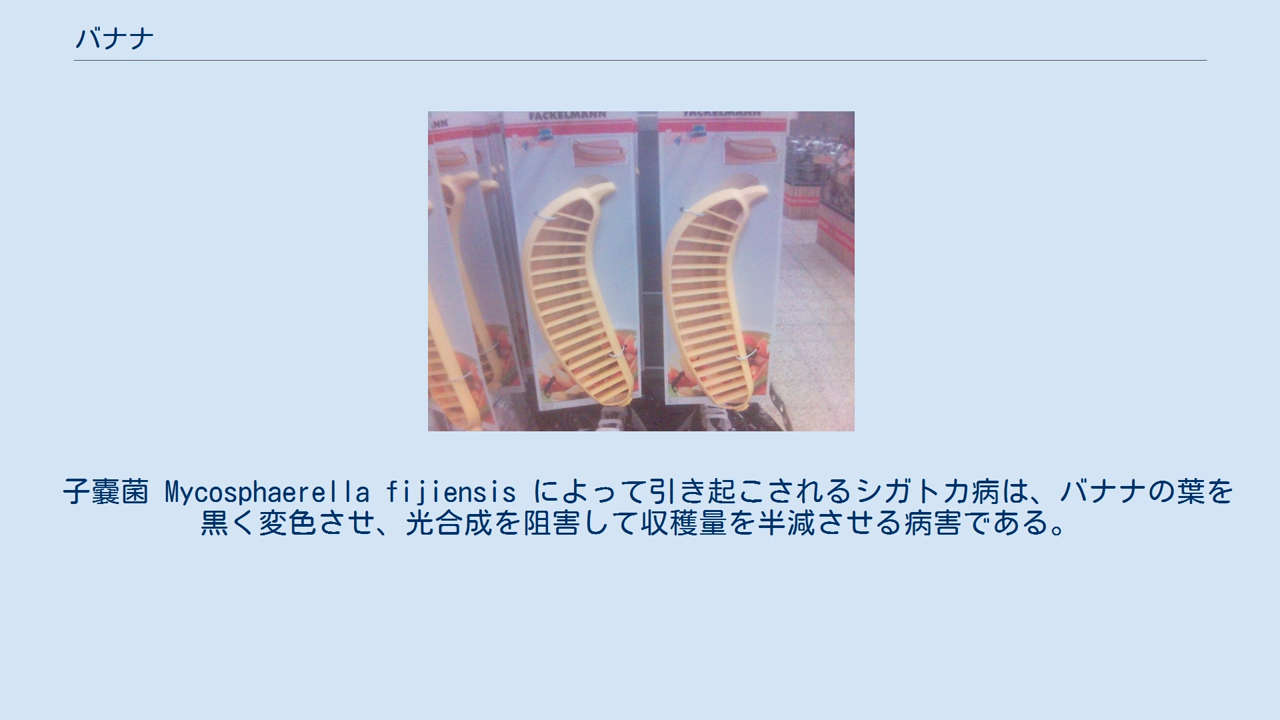 バナナ
NN
FACKELMANN
FACKELMANN
子嚢菌 Mycosphaerella fijiensis によって引き起こされるシガトカ病は、バナナの葉を
黒く変色させ、光合成を阻害して収穫量を半減させる病害である。